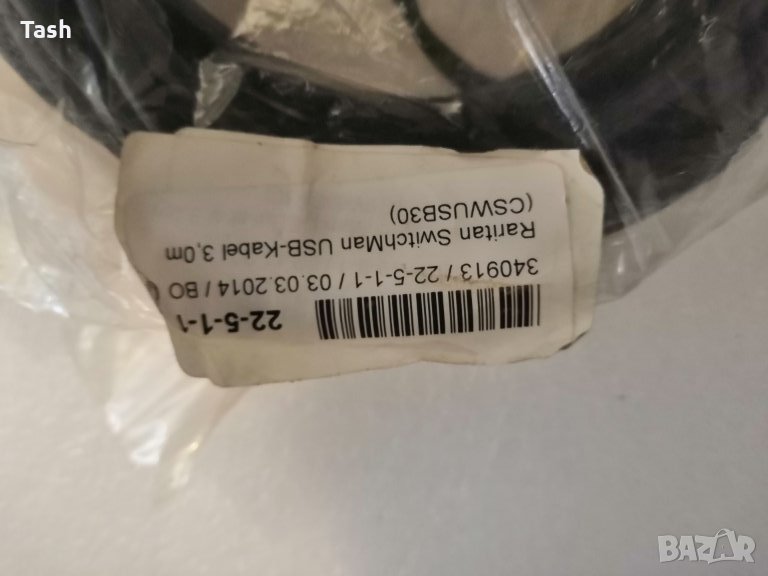 Tash
22-5-1-1
340913 / 22-5-1-1 / 03.03.2014 / BO (
Raritan SwitchMan USB-Kabel 3,0m
(CSWUSB30)
BAZAR